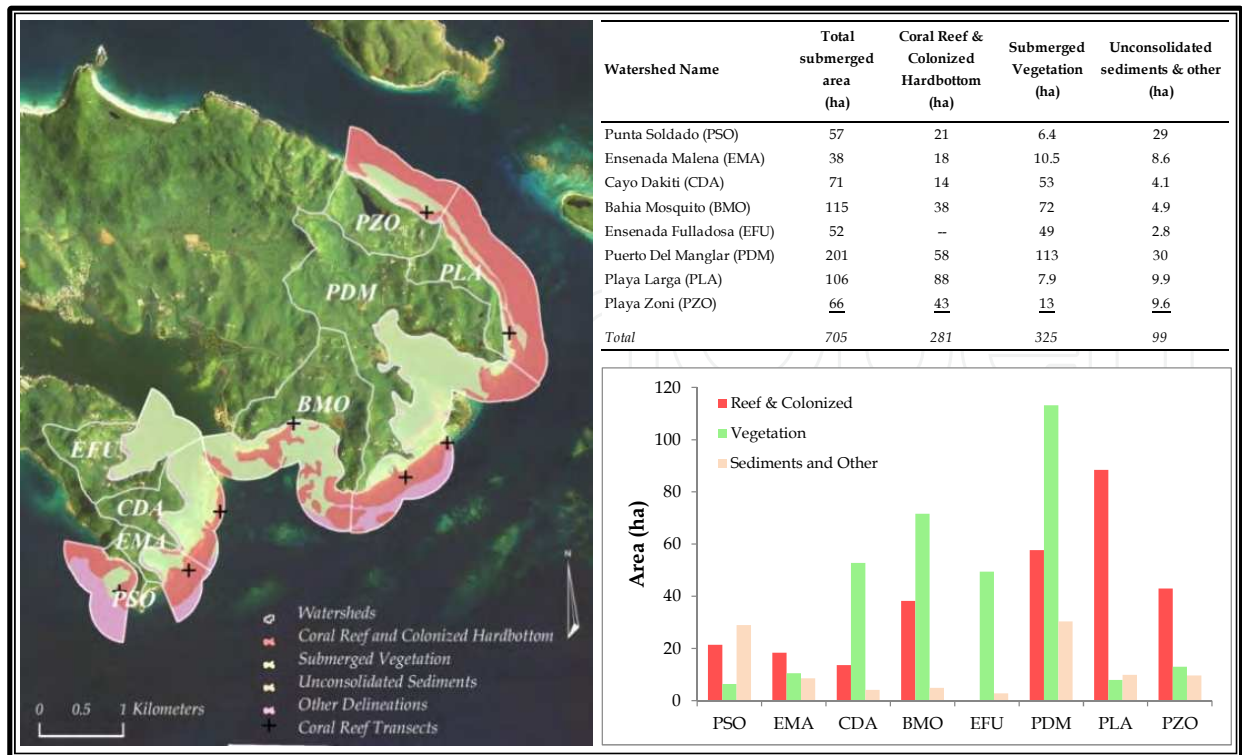 PZO
PLA
PDM
BMO
EFU
CDA
EMA
PSO
N
Watersheds
Coral Reef and Colonized Hardbottom
Submerged Vegetation
Unconsolidated Sediments
Other Delineations
Coral Reef Transects
0 0.5 1 Kilometers
Watershed Name Total submerged area (ha) Coral Reef & Colonized Hardbottom (ha) Submerged Vegetation (ha) Unconsolidated sediments & other (ha)
Punta Soldado (PSO) 57 21 6.4 29
Ensenada Malena (EMA) 38 18 10.5 8.6
Cayo Dakiti (CDA) 71 14 53 4.1
Bahia Mosquito (BMO) 115 38 72 4.9
Ensenada Fulladosa (EFU) 52 -- 49 2.8
Puerto Del Manglar (PDM) 201 58 113 30
Playa Larga (PLA) 106 88 7.9 9.9
Playa Zoni (PZO) 66 43 13 9.6
Total 705 281 325 99
Area (ha)
120
100
80
60
40
20
0
Reef & Colonized
Vegetation
Sediments and Other
PSO EMA CDA BMO EFU PDM PLA PZO